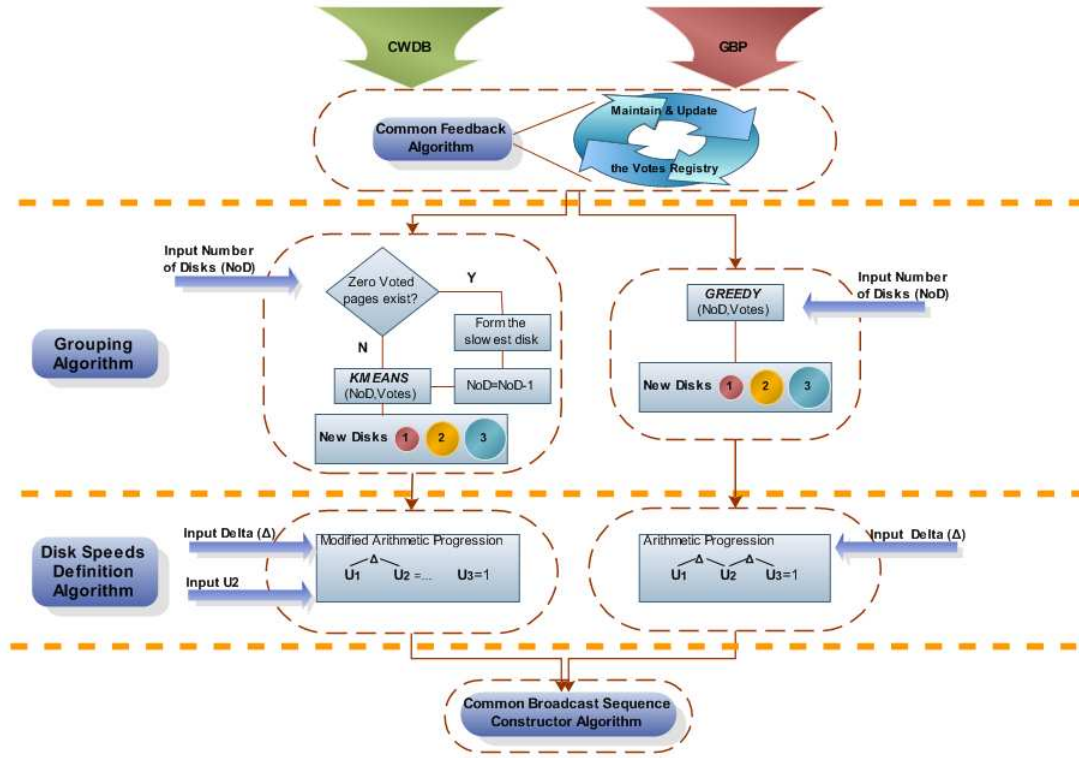 CWDB
GBP
Common Feedback
Algorithm
Maintain & Update
the Votes Registry
Input Number
of Disks (NoD)
Zero Voted
pages exist?
Y
N
Form the
slowest disk
KMEANS
(NoD,Votes)
NoD=NoD-1
New Disks 1 2 3
GREEDY
(NoD,Votes)
Input Number
of Disks (NoD)
New Disks 1 2 3
Grouping
Algorithm
Disk Speeds
Definition
Algorithm
Input Delta (Δ)
Input U2
Modified Arithmetic Progression
Δ
U1 U2 =... U3=1
Arithmetic Progression
Δ Δ
U1 U2 U3=1
Input Delta (Δ)
Common Broadcast Sequence
Constructor Algorithm